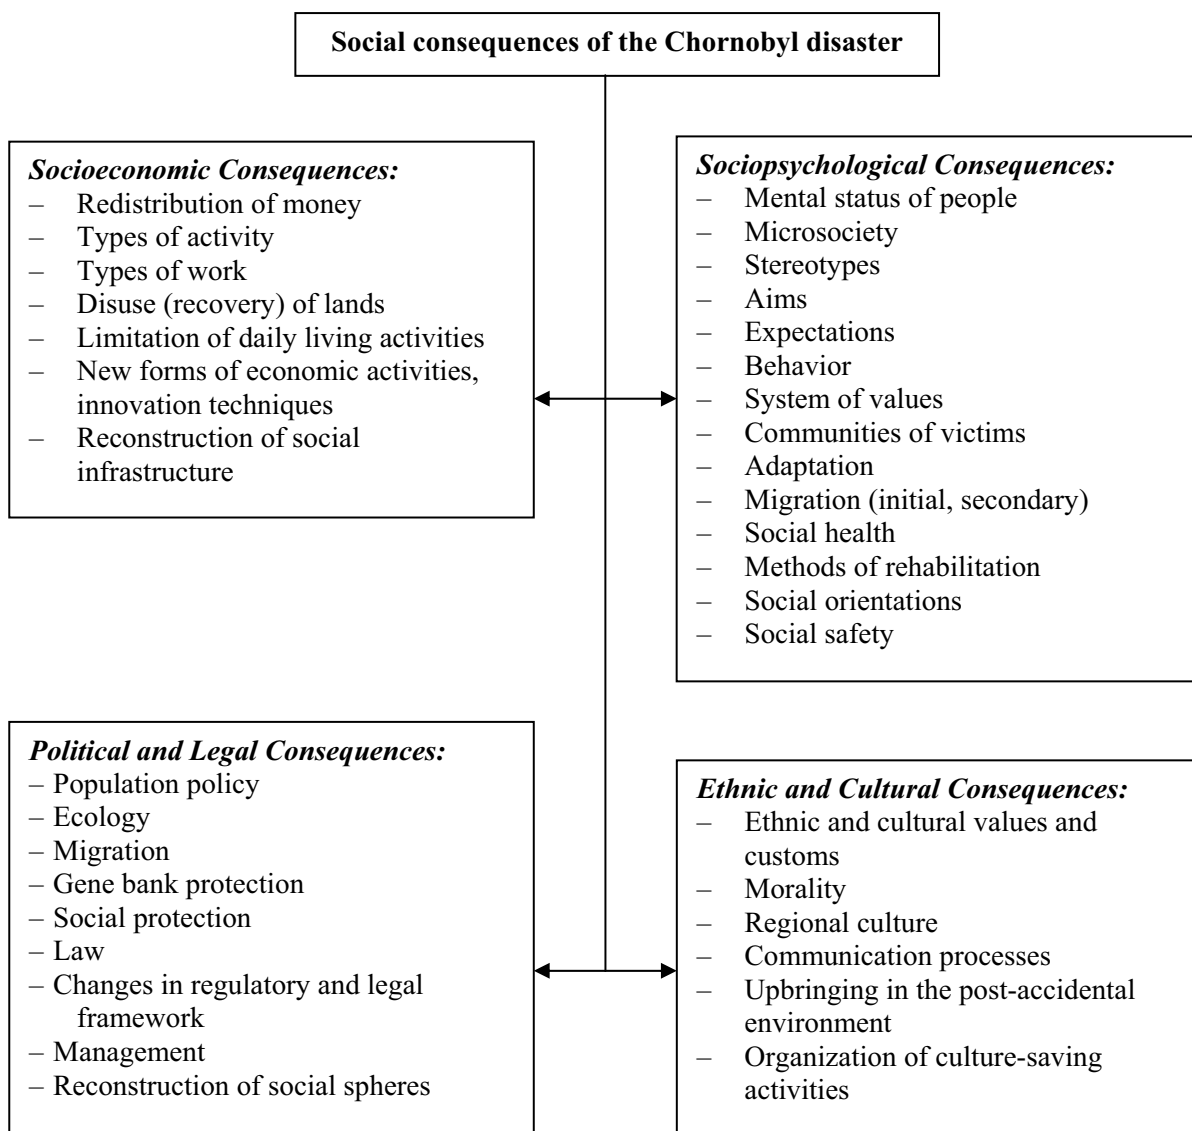 Social consequences of the Chornobyl disaster
Socioeconomic Consequences:
– Redistribution of money
– Types of activity
– Types of work
– Disuse (recovery) of lands
– Limitation of daily living activities
– New forms of economic activities,
innovation techniques
– Reconstruction of social
infrastructure
Sociopsychological Consequences:
– Mental status of people
– Microsociety
– Stereotypes
– Aims
– Expectations
– Behavior
– System of values
– Communities of victims
– Adaptation
– Migration (initial, secondary)
– Social health
– Methods of rehabilitation
– Social orientations
– Social safety
Political and Legal Consequences:
– Population policy
– Ecology
– Migration
– Gene bank protection
– Social protection
– Law
– Changes in regulatory and legal
framework
– Management
– Reconstruction of social spheres
Ethnic and Cultural Consequences:
– Ethnic and cultural values and
customs
– Morality
– Regional culture
– Communication processes
– Upbringing in the post-accidental
environment
– Organization of culture-saving
activities